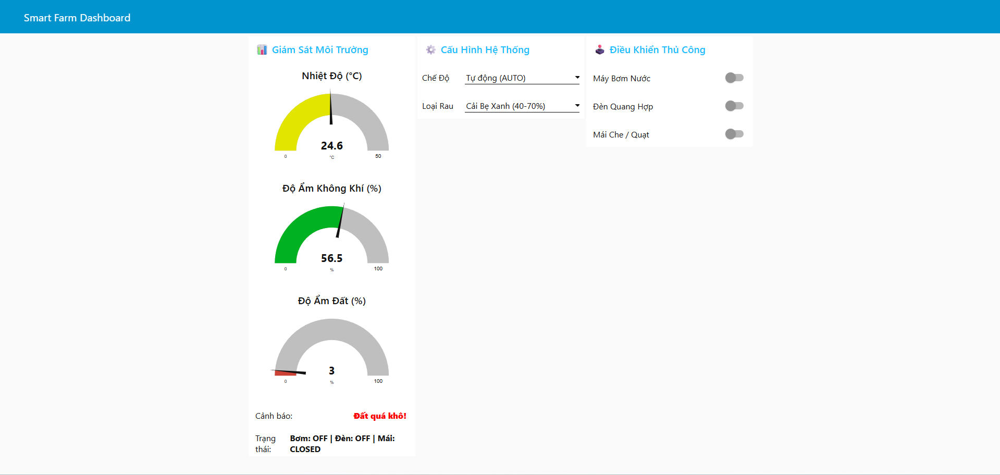 Smart Farm Dashboard
Giám Sát Môi Trường
Nhiệt Độ (°C)
24.6
°C
0
50
Độ Ẩm Không Khí (%)
56.5
%
0
100
Độ Ẩm Đất (%)
3
%
0
100
Cảnh báo: Đất quá khô!
Trạng thái: Bơm: OFF | Đèn: OFF | Mái: CLOSED
Cấu Hình Hệ Thống
Chế Độ Tự động (AUTO)
Loại Rau Cải Bẹ Xanh (40-70%)
Điều Khiển Thủ Công
Máy Bơm Nước
Đèn Quang Hợp
Mái Che / Quạt